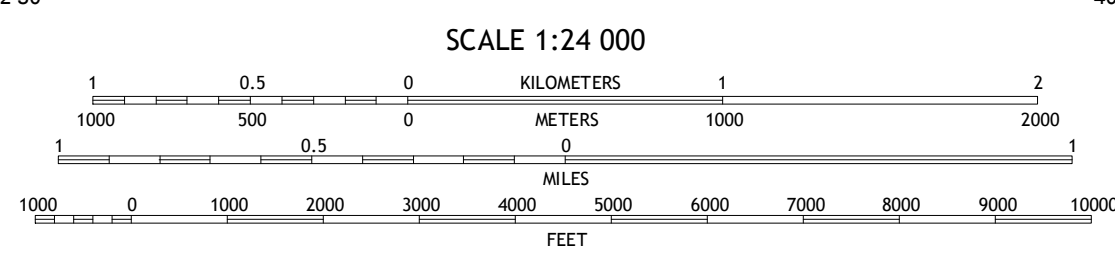 SCALE 1:24 000
1 0.5 0 KILOMETERS 1 2
1000 500 0 METERS 1000 2000
1 0.5 0 1
MILES
1000 0 1000 2000 3000 4000 5000 6000 7000 8000 9000 10000
FEET